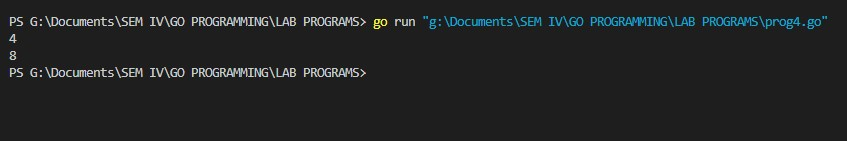 PS G:\Documents\SEM IV\GO PROGRAMMING\LAB PROGRAMS> go run "g:\Documents\SEM IV\GO PROGRAMMING\LAB PROGRAMS\prog4.go"
4
8
PS G:\Documents\SEM IV\GO PROGRAMMING\LAB PROGRAMS>